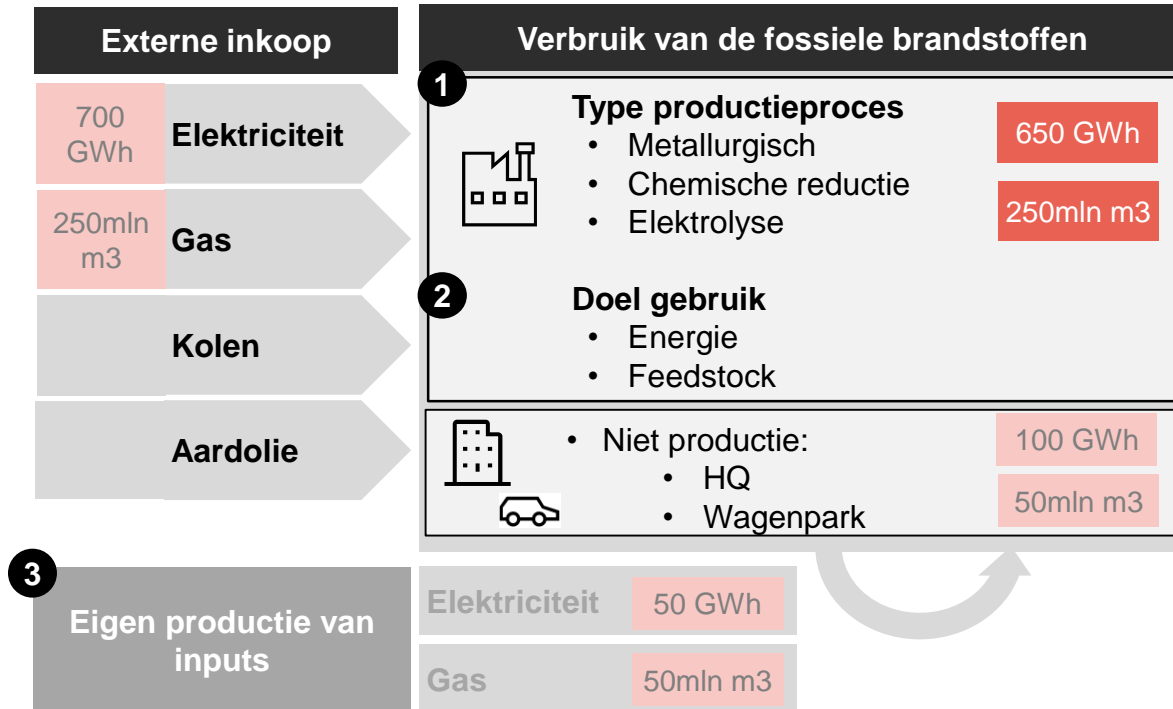 Externe inkoop
700
GWh
Elektriciteit
250mln
m3
Gas
Kolen
Aardolie
Verbruik van de fossiele brandstoffen
1
Type productieproces
• Metallurgisch
• Chemische reductie
• Elektrolyse
650 GWh
250mln m3
2
Doel gebruik
• Energie
• Feedstock
• Niet productie:
• HQ
• Wagenpark
100 GWh
50mln m3
3
Eigen productie van
inputs
Elektriciteit
50 GWh
Gas
50mln m3